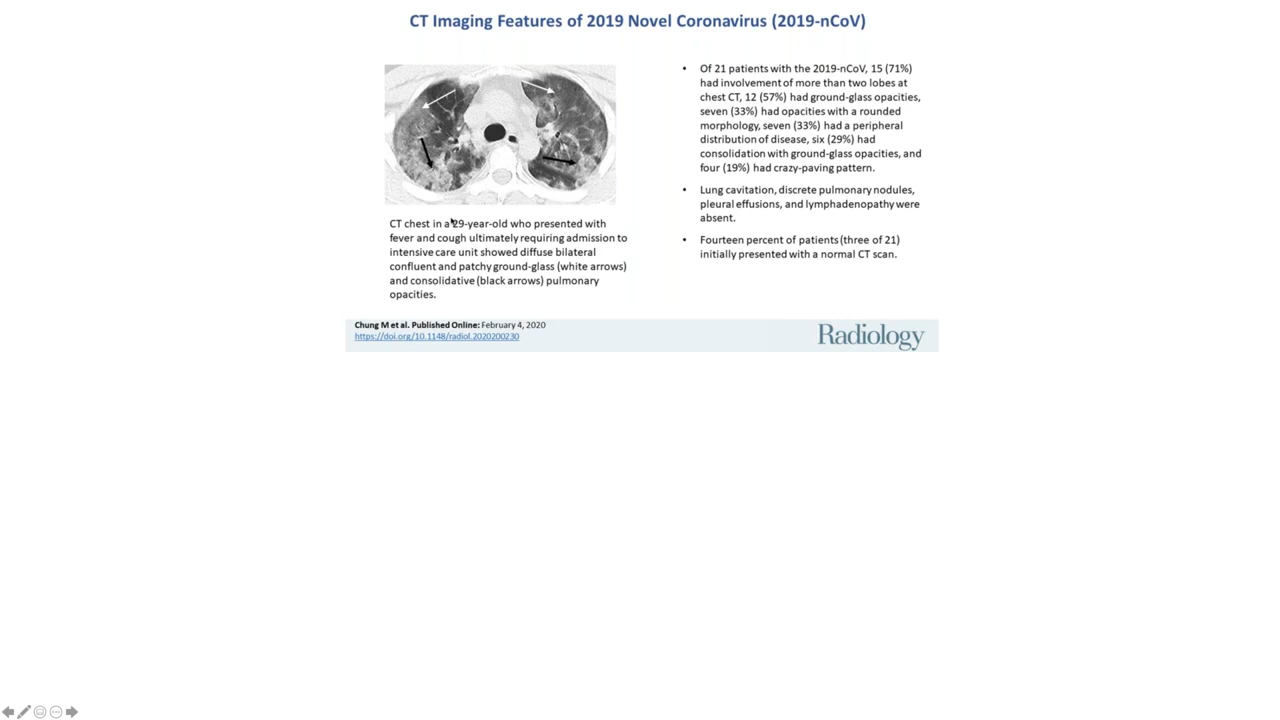 CT Imaging Features of 2019 Novel Coronavirus (2019-nCoV)
CT chest in a 29-year-old who presented with
fever and cough ultimately requiring admission to
intensive care unit showed diffuse bilateral
confluent and patchy ground-glass (white arrows)
and consolidative (black arrows) pulmonary
opacities.
• Of 21 patients with the 2019-nCoV, 15 (71%)
had involvement of more than two lobes at
chest CT, 12 (57%) had ground-glass opacities,
seven (33%) had opacities with a rounded
morphology, seven (33%) had a peripheral
distribution of disease, six (29%) had
consolidation with ground-glass opacities, and
four (19%) had crazy-paving pattern.
• Lung cavitation, discrete pulmonary nodules,
pleural effusions, and lymphadenopathy were
absent.
• Fourteen percent of patients (three of 21)
initially presented with a normal CT scan.
Chung M et al. Published Online: February 4, 2020
https://doi.org/10.1148/radiol.2020200230
Radiology